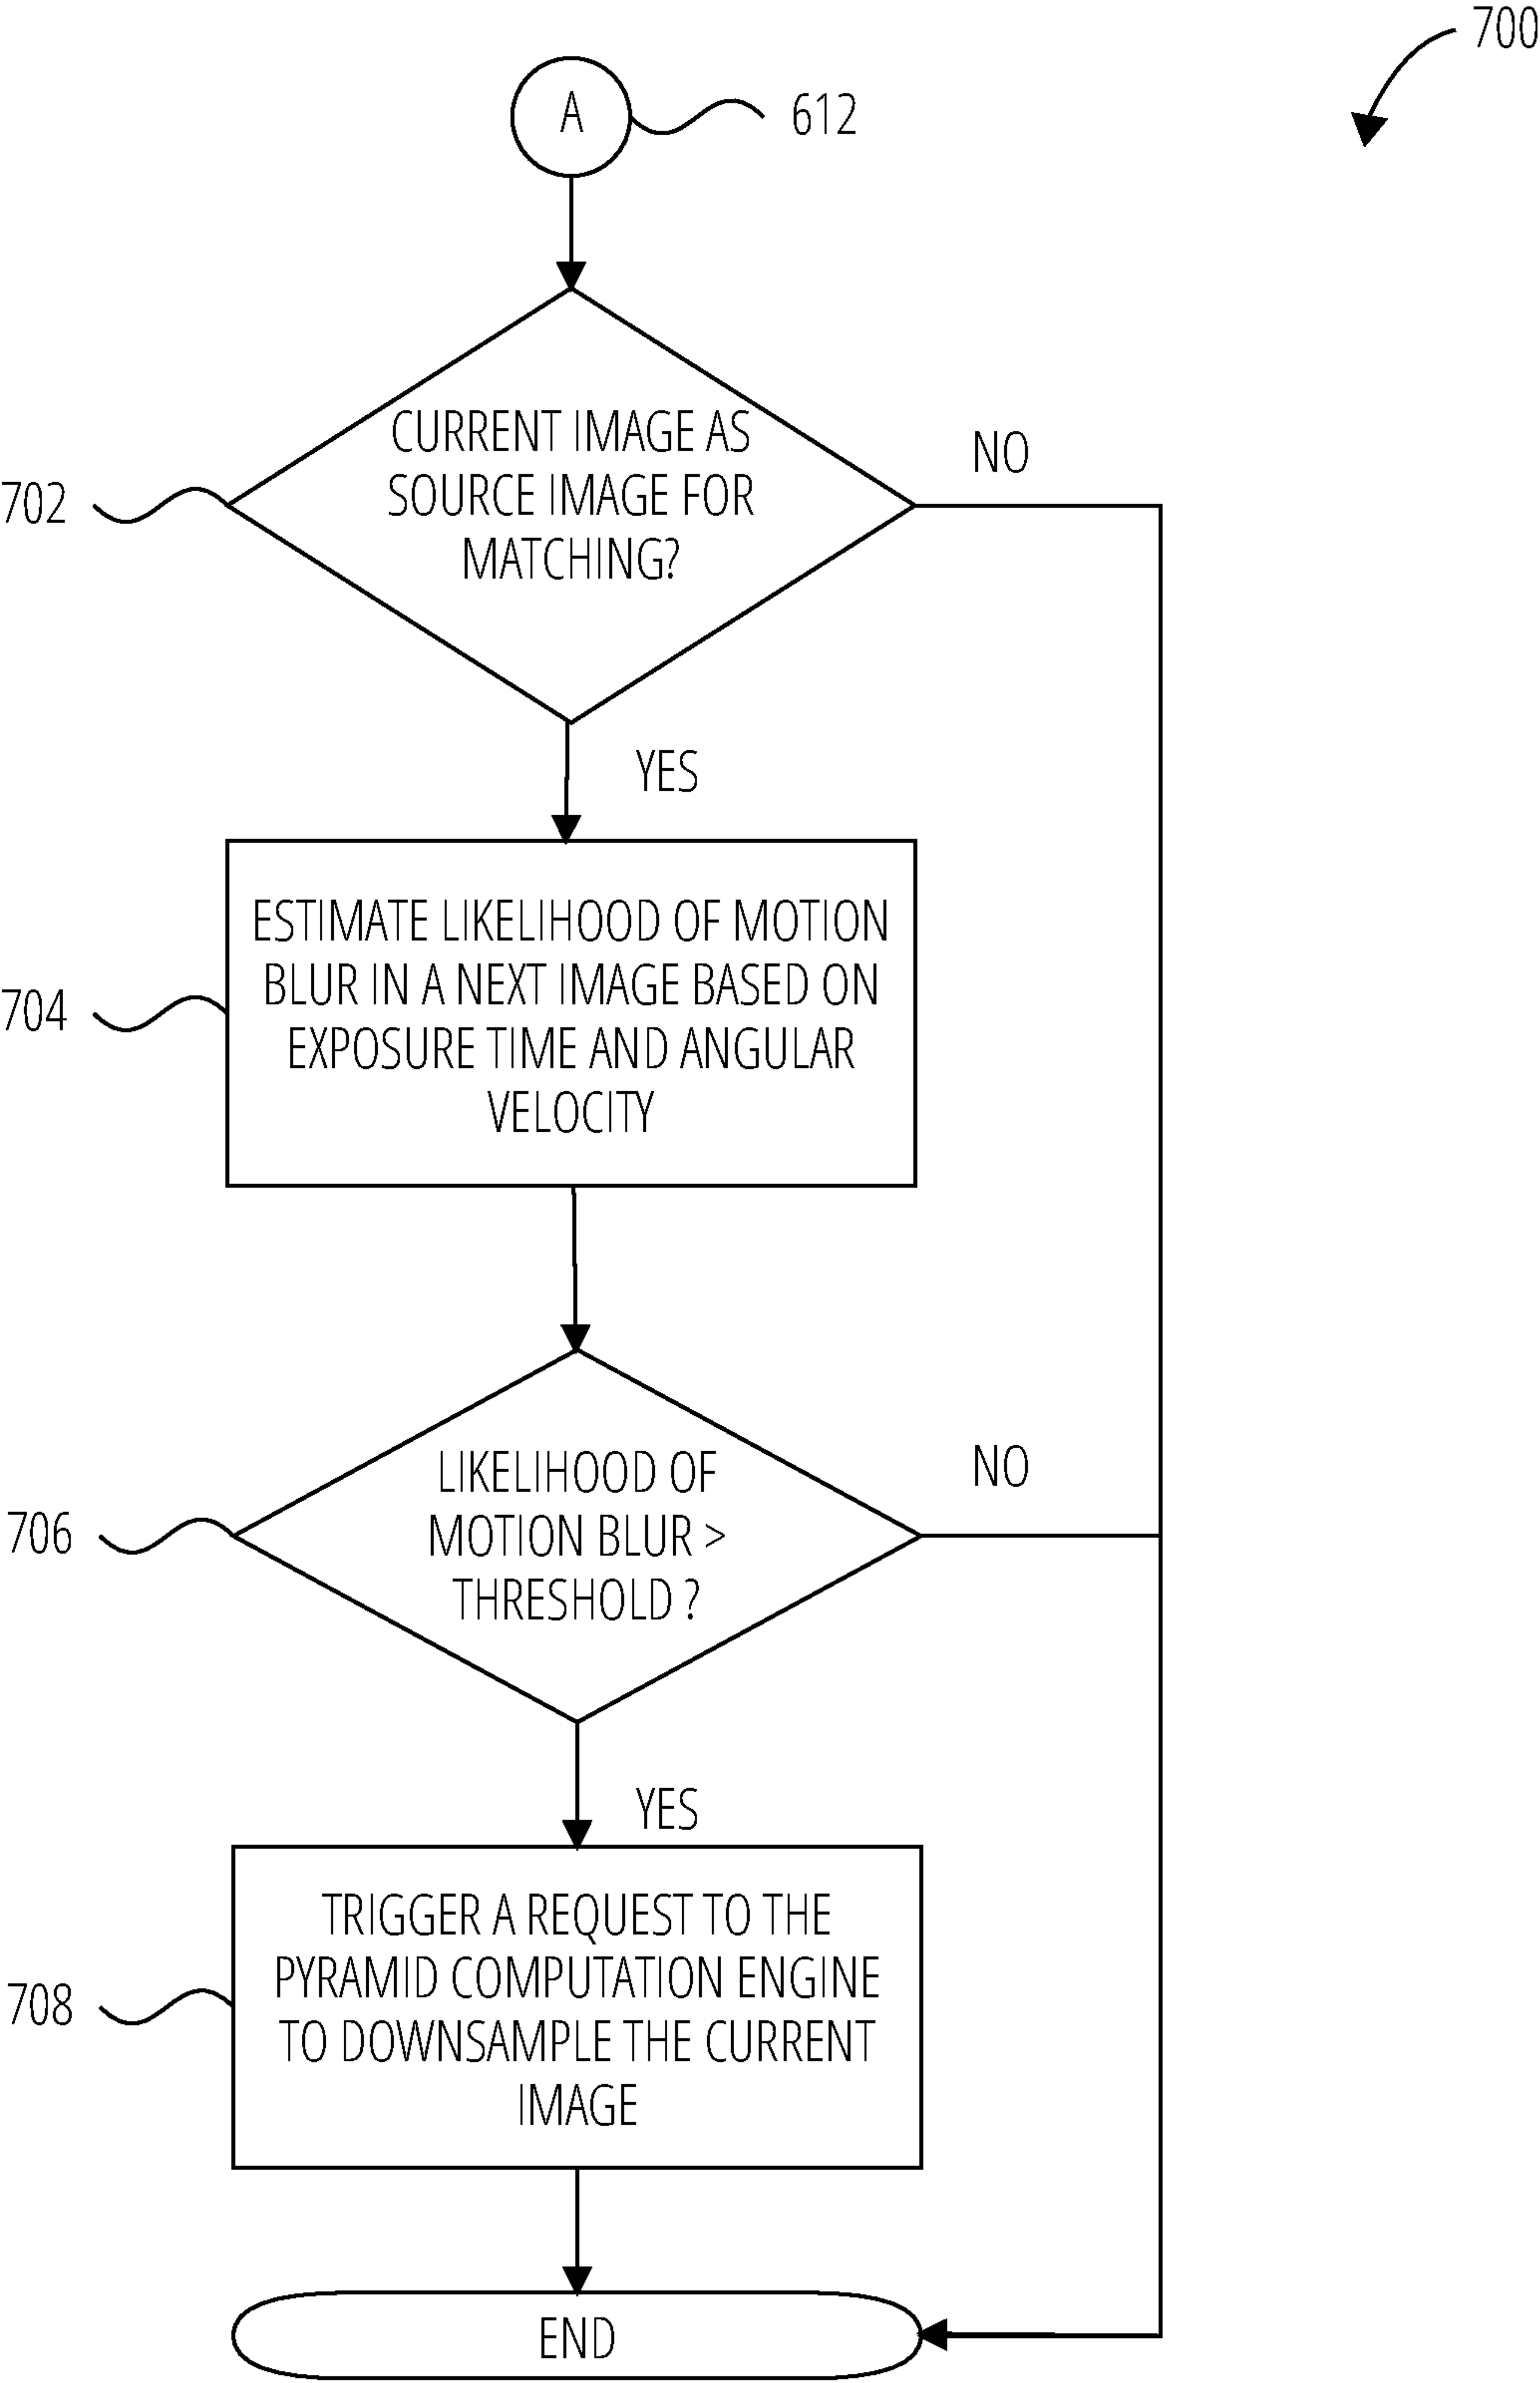 700
A
612
CURRENT IMAGE AS
SOURCE IMAGE FOR
MATCHING?
NO
702
YES
ESTIMATE LIKELIHOOD OF MOTION
BLUR IN A NEXT IMAGE BASED ON
EXPOSURE TIME AND ANGULAR
VELOCITY
704
LIKELIHOOD OF
MOTION BLUR >
THRESHOLD ?
NO
706
YES
TRIGGER A REQUEST TO THE
PYRAMID COMPUTATION ENGINE
TO DOWNSAMPLE THE CURRENT
IMAGE
708
END